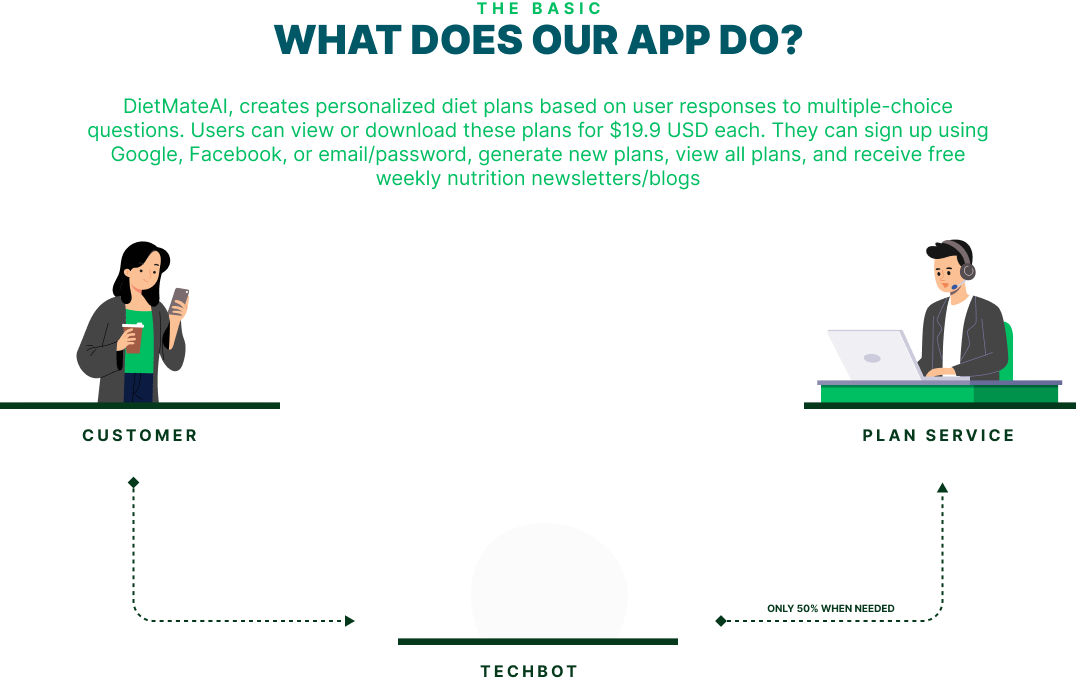 THE BASIC
WHAT DOES OUR APP DO?
DietMateAI, creates personalized diet plans based on user responses to multiple-choice
questions. Users can view or download these plans for $19.9 USD each. They can sign up using
Google, Facebook, or email/password, generate new plans, view all plans, and receive free
weekly nutrition newsletters/blogs
CUSTOMER
PLAN SERVICE
ONLY 50% WHEN NEEDED
TECHBOT